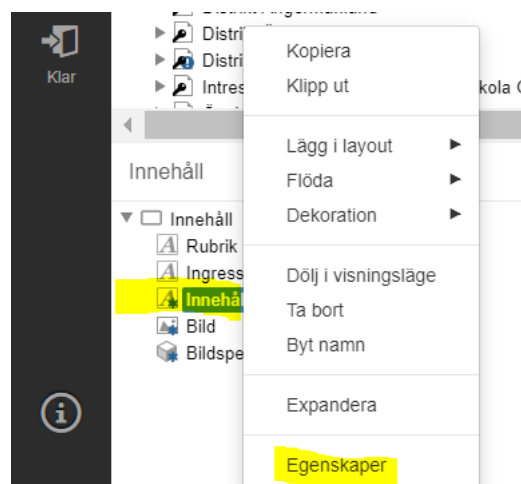 Klar
Distri
Distri
Intres
kola
Innehåll
Innehåll
Rubrik
Ingress
Innehål
Bild
Bildspe
Kopiera
Klipp ut
Lägg i layout
Flöda
Dekoration
Dölj i visningsläge
Ta bort
Byt namn
Expandera
Egenskaper